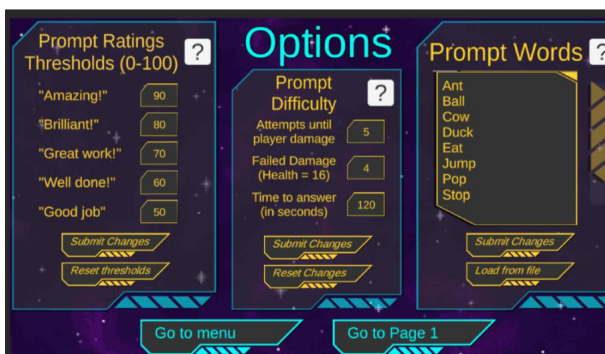 Options
Prompt Ratings
Thresholds (0-100)
?
"Amazing!" 90
"Brilliant!" 80
"Great work!" 70
"Well done!" 60
"Good job" 50
Submit Changes
Reset thresholds
Prompt
Difficulty
?
Attempts until
player damage
5
Failed Damage
(Health = 16)
4
Time to answer
(in seconds)
120
Submit Changes
Reset Changes
Prompt Words
?
Ant
Ball
Cow
Duck
Eat
Jump
Pop
Stop
Submit Changes
Load from file
Go to menu
Go to Page 1